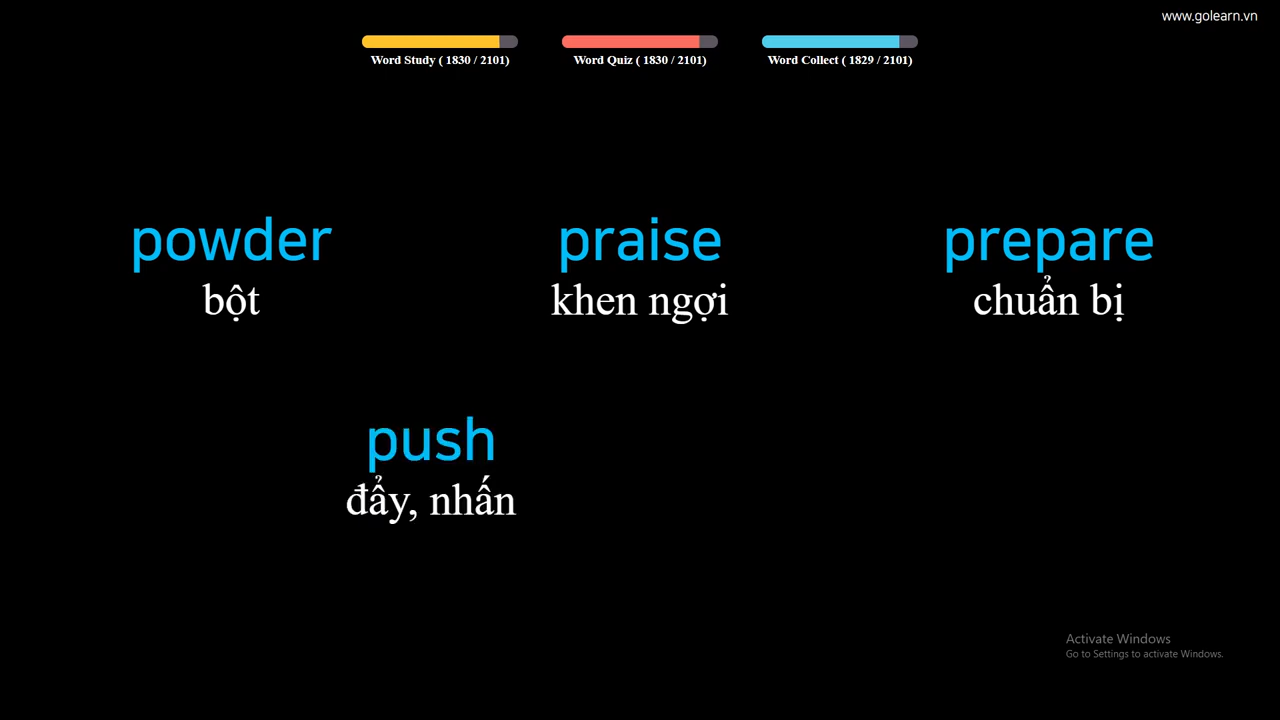 www.golearn.vn
Word Study ( 1830 / 2101)
Word Quiz ( 1830 / 2101)
Word Collect ( 1829 / 2101)
powder
bột
praise
khen ngợi
prepare
chuẩn bị
push
đẩy, nhấn
Activate Windows
Go to Settings to activate Windows.